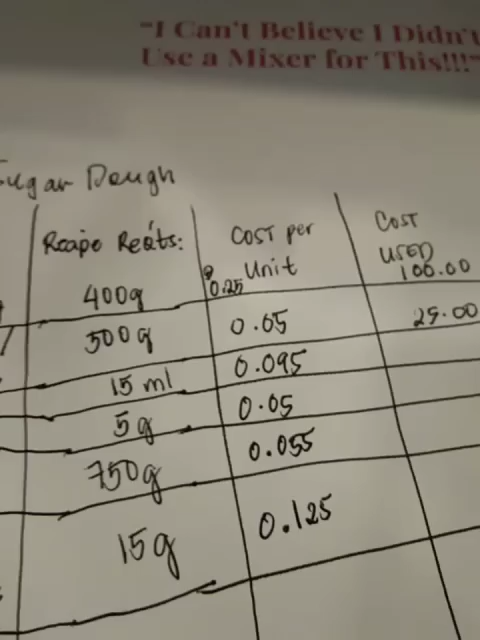 "I Can't Believe I Didn't
Use a Mixer for This!!!"
Sugar Dough
Recipe Req'ts:
COST per
Unit
COST
USED
400g
₱0.25
100.00
500g
0.05
25.00
15 ml
0.095
5g
0.05
750g
0.055
15g
0.125